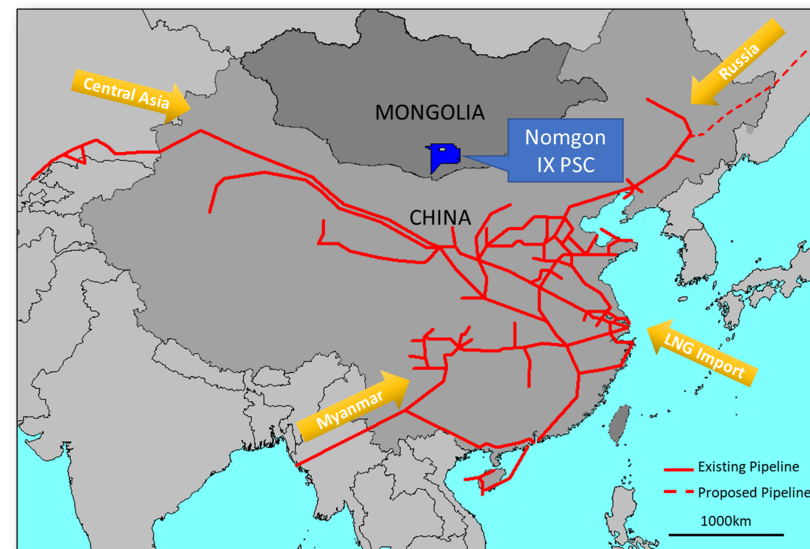 Central Asia
Russia
MONGOLIA
Nomgon
IX PSC
CHINA
LNG Import
Myanmar
Existing Pipeline
Proposed Pipeline
1000km